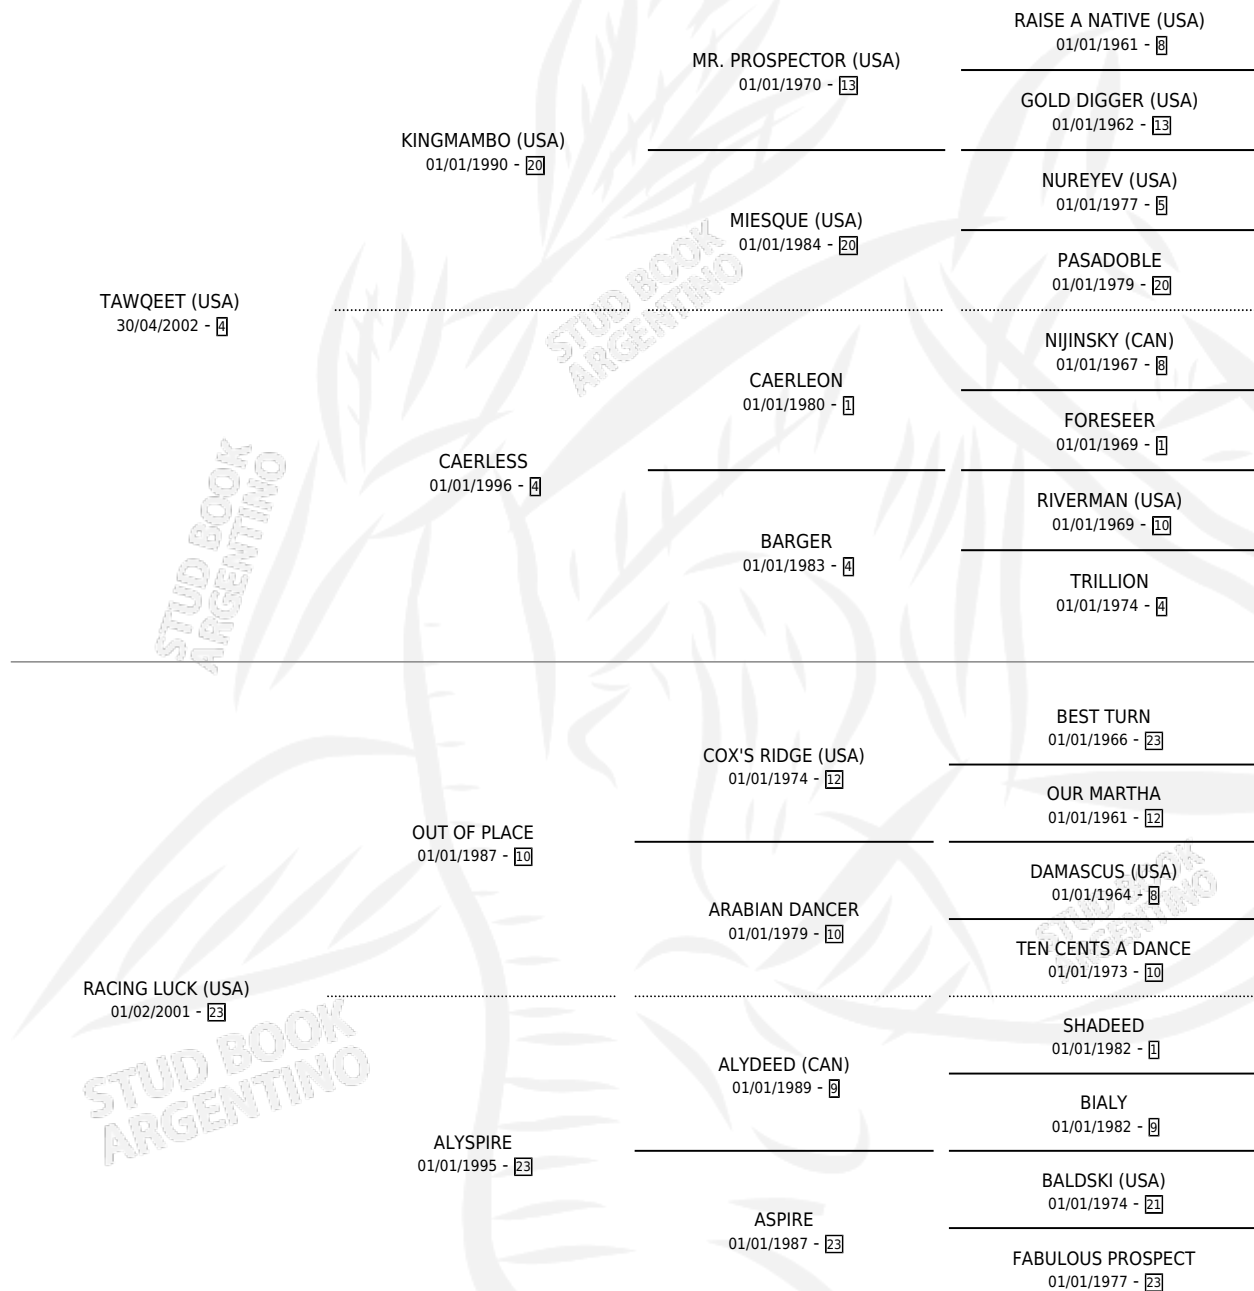 RAISE A NATIVE (USA)
01/01/1961 - 8
MR. PROSPECTOR (USA)
01/01/1970 - 13
GOLD DIGGER (USA)
01/01/1962 - 13
KINGMAMBO (USA)
01/01/1990 - 20
NUREYEV (USA)
01/01/1977 - 5
MIESQUE (USA)
01/01/1984 - 20
PASADOBLE
01/01/1979 - 20
TAWQEET (USA)
30/04/2002 - 4
STUD BOOK
ARGENTINO
NIJINSKY (CAN)
01/01/1967 - 8
CAERLEON
01/01/1980 - 1
FORESEER
01/01/1969 - 1
CAERLESS
01/01/1996 - 4
RIVERMAN (USA)
01/01/1969 - 10
BARGER
01/01/1983 - 4
TRILLION
01/01/1974 - 4
STUD BOOK
ARGENTINO
BEST TURN
01/01/1966 - 23
COX'S RIDGE (USA)
01/01/1974 - 12
OUR MARTHA
01/01/1961 - 12
OUT OF PLACE
01/01/1987 - 10
DAMASCUS (USA)
01/01/1964 - 8
STUD BOOK
ARGENTINO
ARABIAN DANCER
01/01/1979 - 10
TEN CENTS A DANCE
01/01/1973 - 10
RACING LUCK (USA)
01/02/2001 - 23
STUD BOOK
ARGENTINO
SHADEED
01/01/1982 - 1
ALYDEED (CAN)
01/01/1989 - 9
BIALY
01/01/1982 - 9
ALYSPIRE
01/01/1995 - 23
BALDSKI (USA)
01/01/1974 - 21
ASPIRE
01/01/1987 - 23
FABULOUS PROSPECT
01/01/1977 - 23